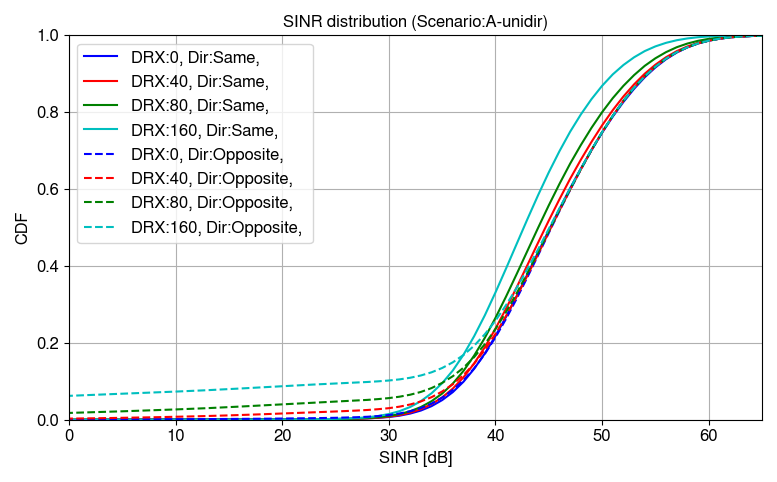 SINR distribution (Scenario:A-unidir)
1.0
0.8
0.6
0.4
0.2
0.0
CDF
DRX:0, Dir:Same,
DRX:40, Dir:Same,
DRX:80, Dir:Same,
DRX:160, Dir:Same,
DRX:0, Dir:Opposite,
DRX:40, Dir:Opposite,
DRX:80, Dir:Opposite,
DRX:160, Dir:Opposite,
0 10 20 30 40 50 60
SINR [dB]